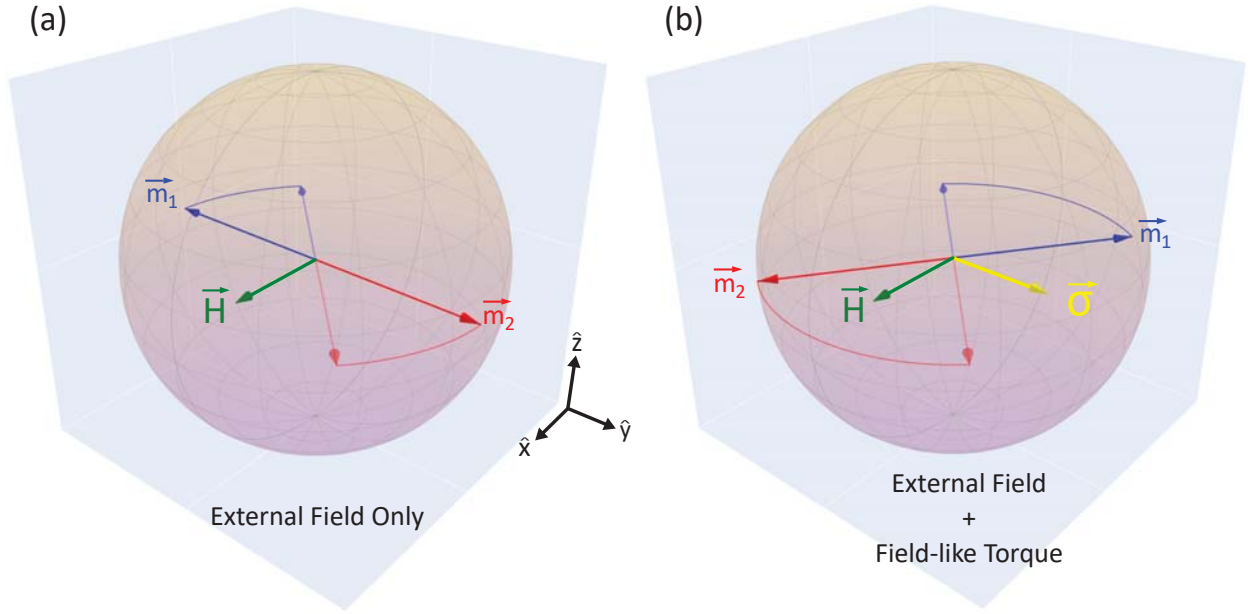 (a)
m₁
H
m₂
ẑ
x̂
ŷ
External Field Only
(b)
m₁
m₂
H
σ
External Field
+
Field-like Torque